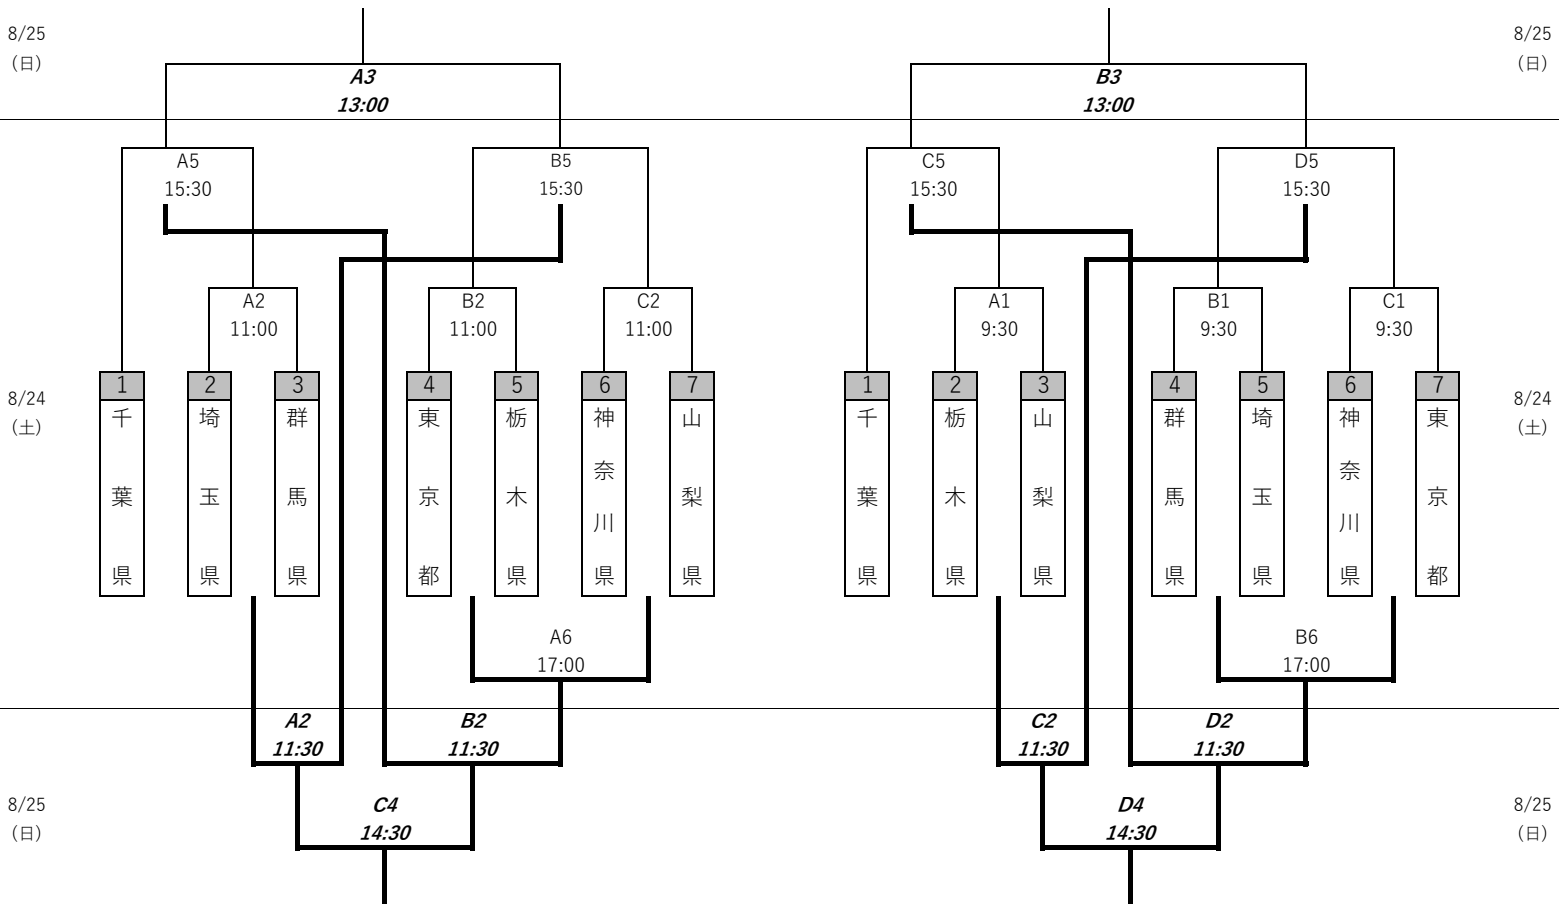 8/25
（日）
A3
13:00
B3
13:00
8/25
（日）
A5
15:30
B5
15:30
C5
15:30
D5
15:30
A2
11:00
B2
11:00
C2
11:00
A1
9:30
B1
9:30
C1
9:30
8/24
（土）
1
千葉県
2
埼玉県
3
群馬県
4
東京都
5
栃木県
6
神奈川県
7
山梨県
1
千葉県
2
栃木県
3
山梨県
4
群馬県
5
埼玉県
6
神奈川県
7
東京都
8/24
（土）
A6
17:00
B6
17:00
A2
11:30
B2
11:30
C2
11:30
D2
11:30
8/25
（日）
C4
14:30
D4
14:30
8/25
（日）